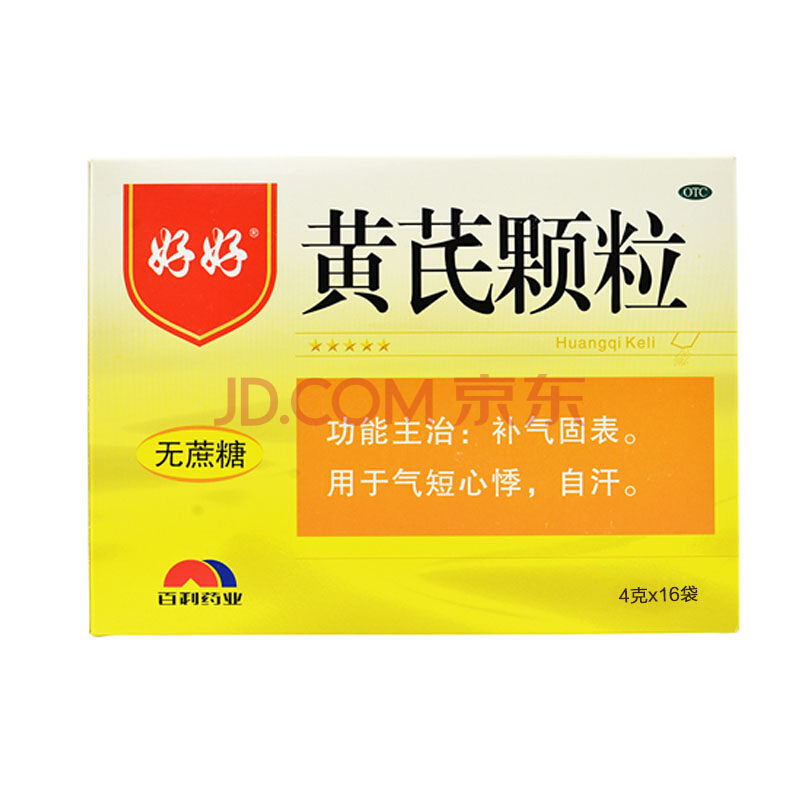 OTC
好好®
黄芪颗粒
Huangqi Keli
JD.COM 京东
功能主治：补气固表。
用于气短心悸，自汗。
无蔗糖
百利药业
4克x16袋